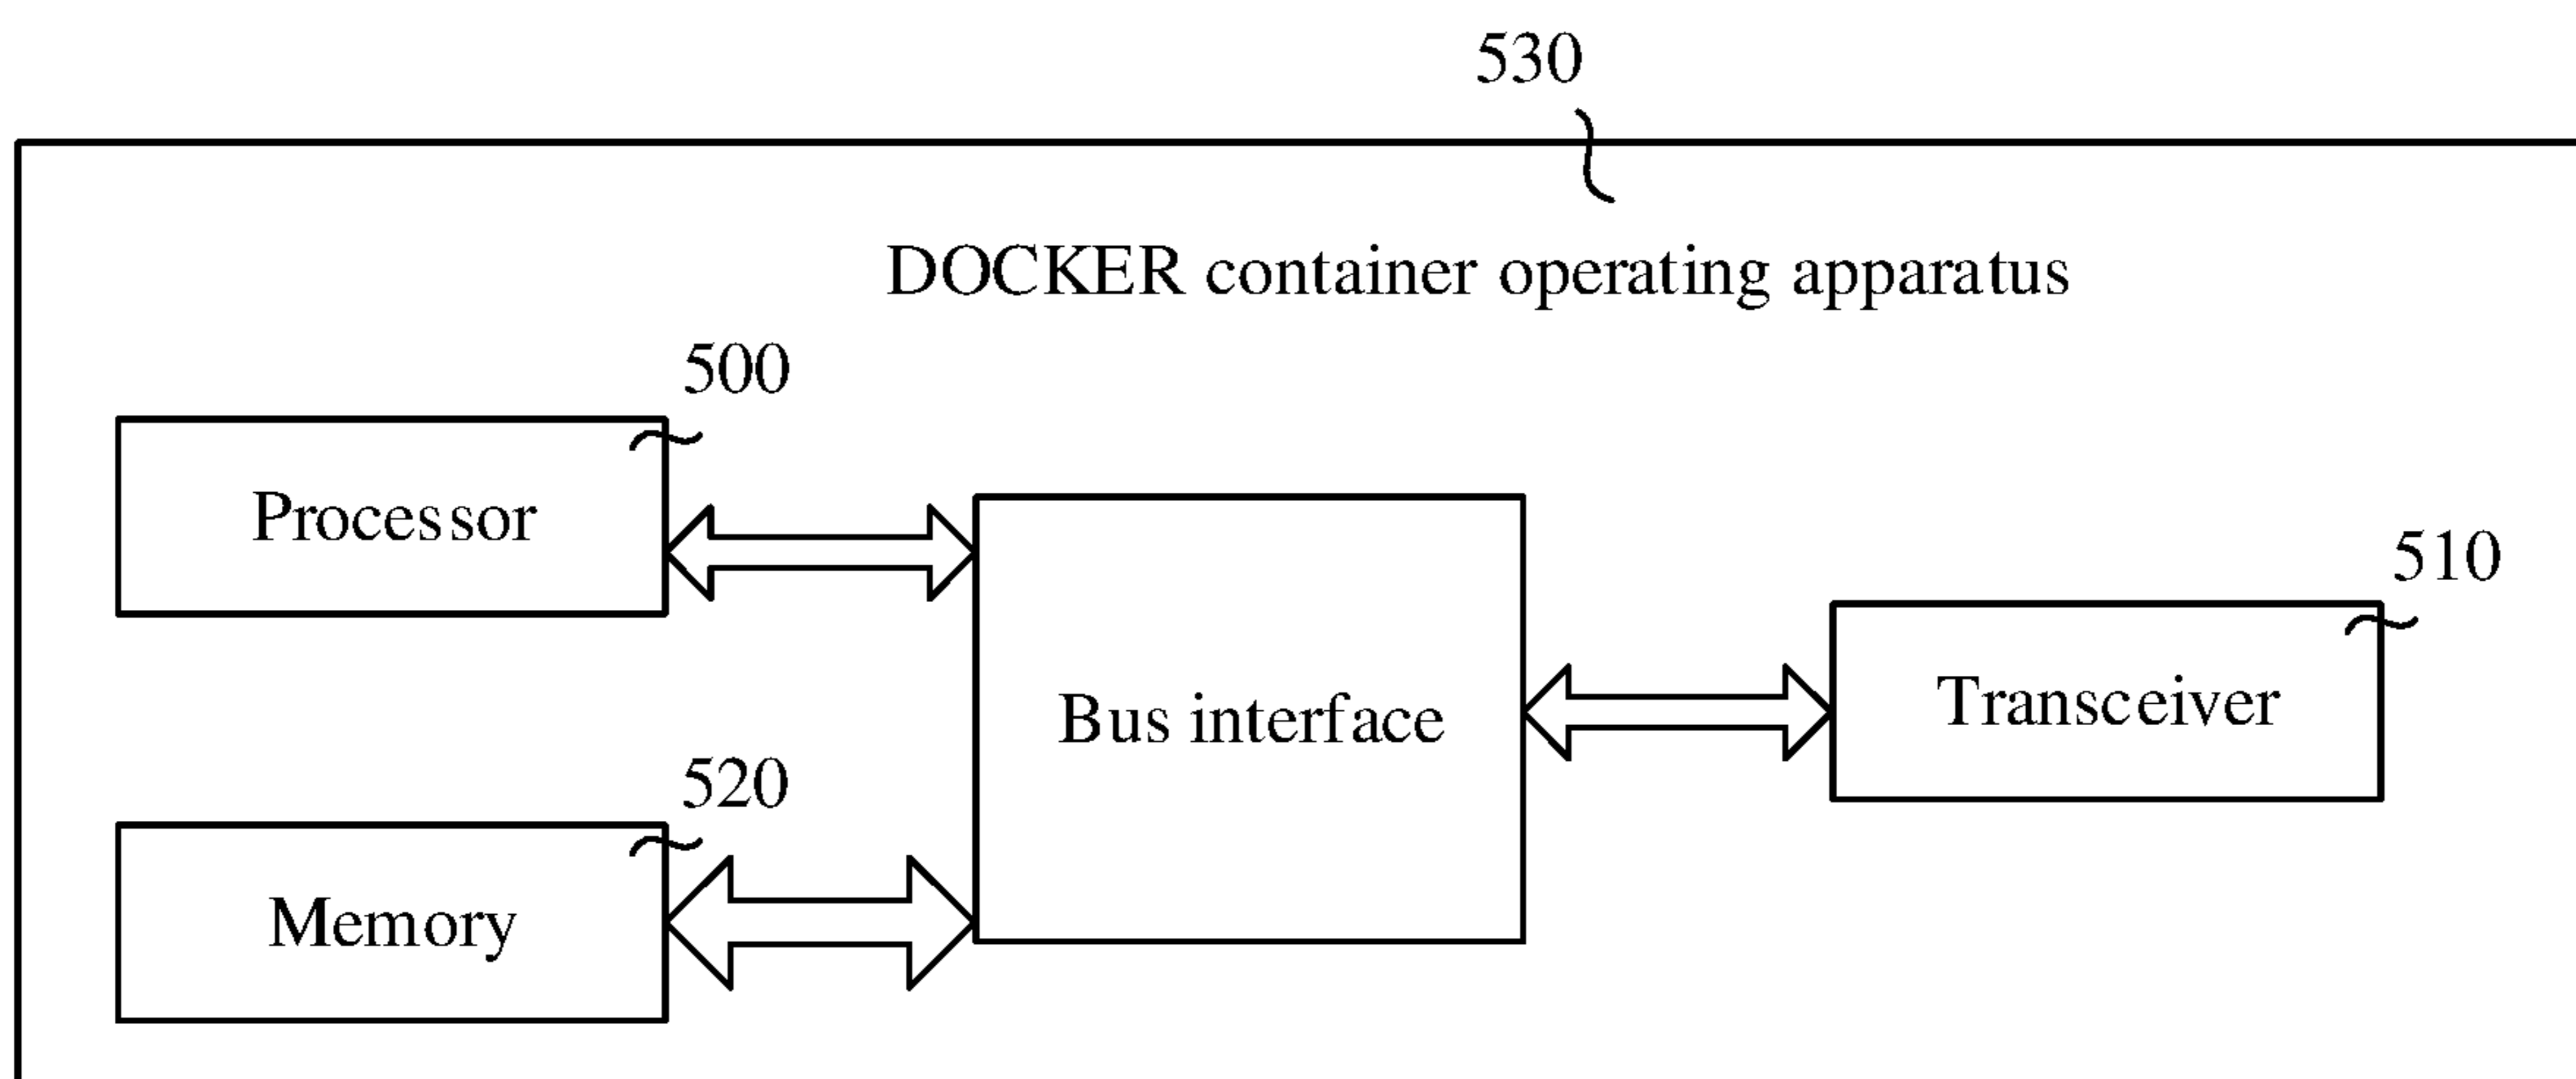 530
DOCKER container operating apparatus
500
Processor
510
Bus interface
Transceiver
520
Memory